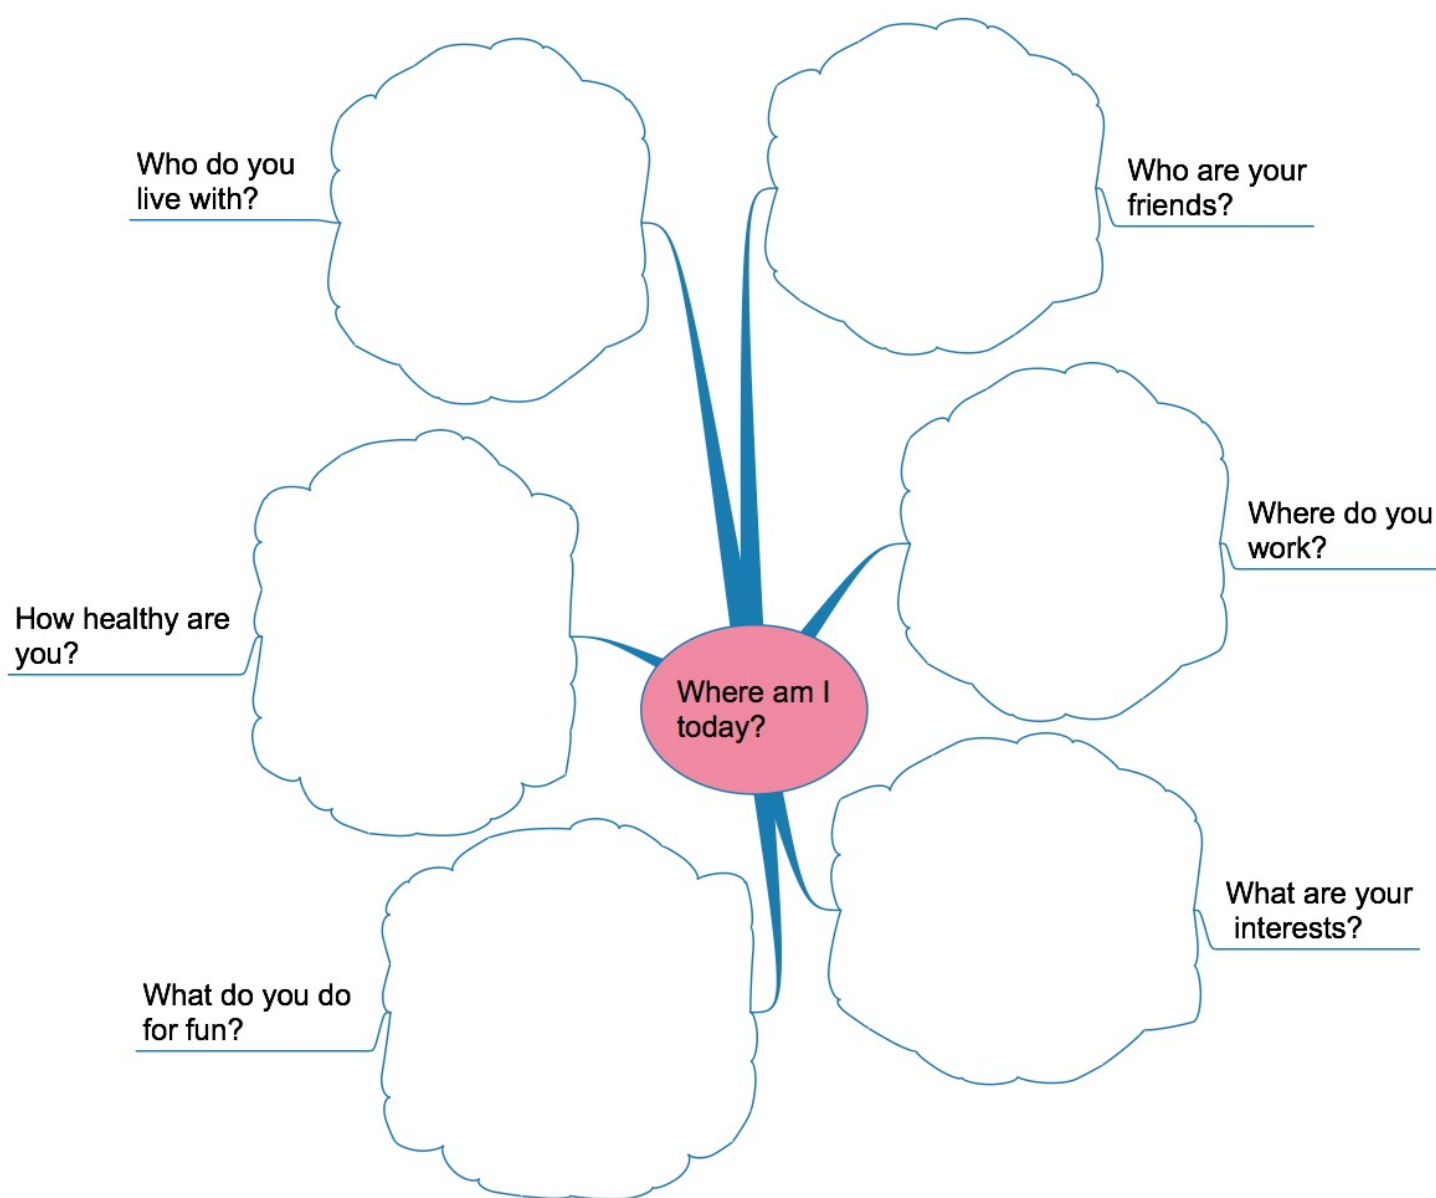 Who do you
live with?
Who are your
friends?
Where do you
work?
How healthy are
you?
Where am I
today?
What are your
interests?
What do you do
for fun?